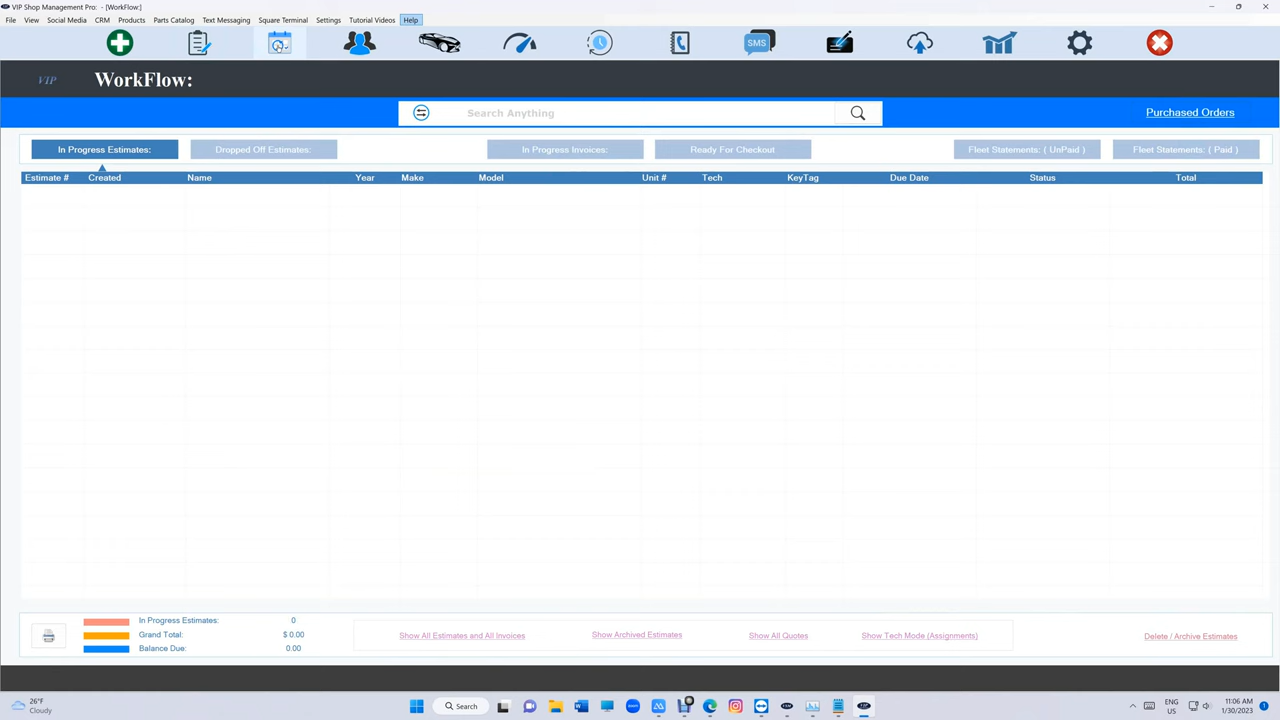 VIP Shop Management Pro: - [WorkFlow:]
File View Social Media CRM Products Parts Catalog Text Messaging Square Terminal Settings Tutorial Videos Help
SMS
VIP WorkFlow:
Search Anything Purchased Orders
In Progress Estimates: Dropped Off Estimates: In Progress Invoices: Ready For Checkout Fleet Statements: ( UnPaid ) Fleet Statements: ( Paid )
Estimate # Created Name Year Make Model Unit # Tech KeyTag Due Date Status Total
In Progress Estimates: 0
Grand Total: $ 0.00
Balance Due: 0.00
Show All Estimates and All Invoices Show Archived Estimates Show All Quotes Show Tech Mode (Assignments) Delete / Archive Estimates
26°F
Cloudy
Search
ENG
US
11:06 AM
1/30/2023